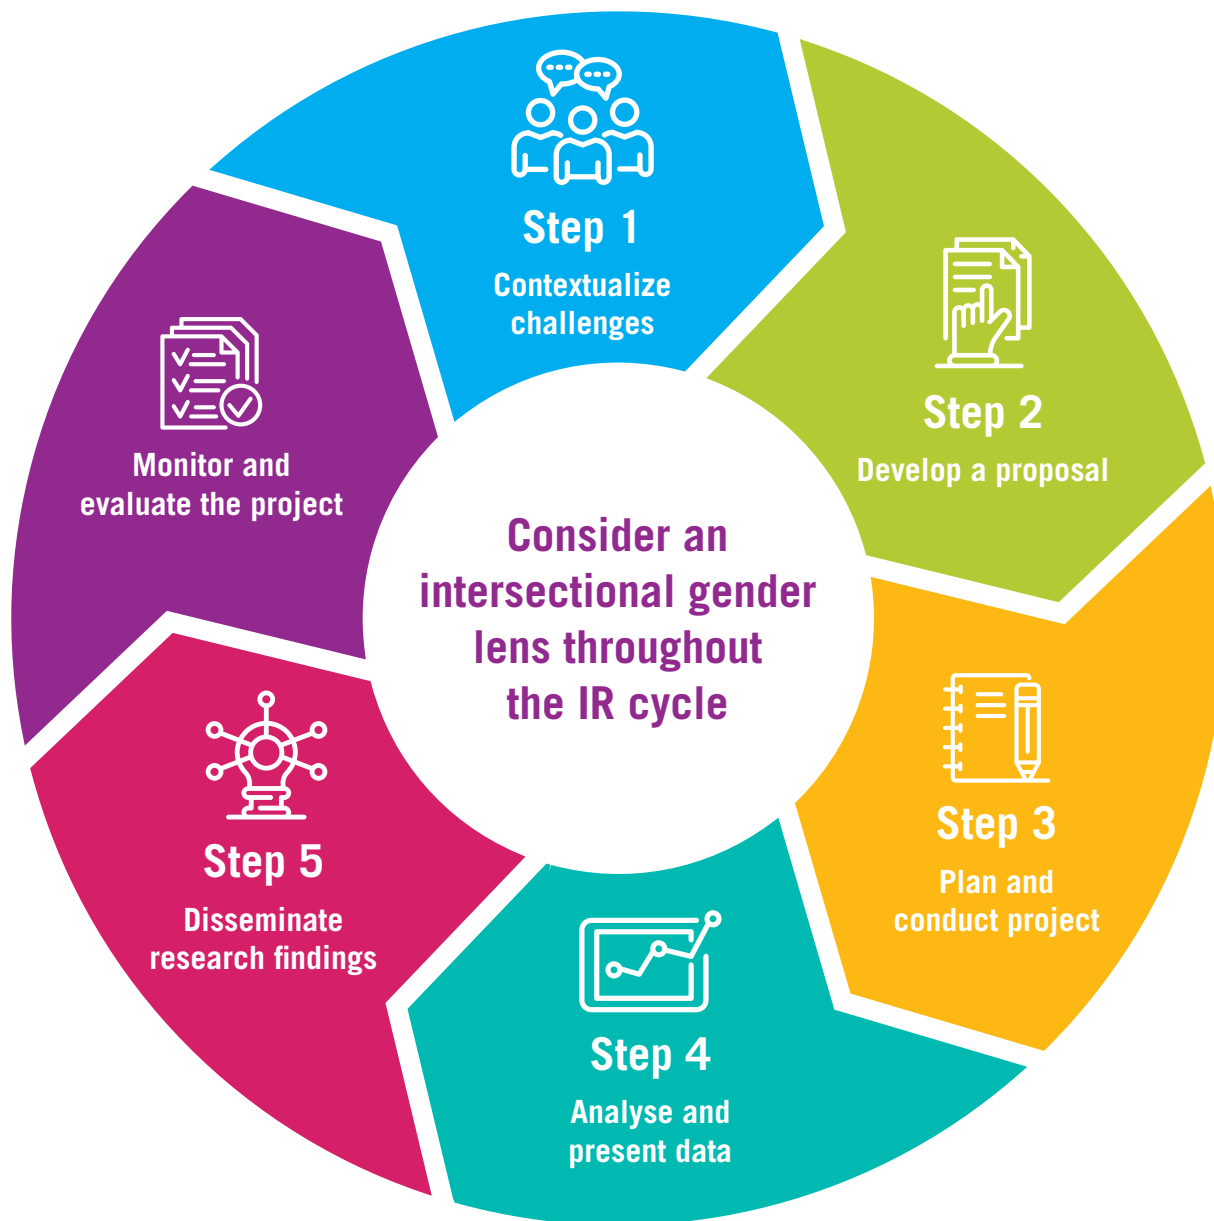 Step 1
Contextualize
challenges
Step 2
Develop a proposal
Step 3
Plan and
conduct project
Step 4
Analyse and
present data
Step 5
Disseminate
research findings
Monitor and
evaluate the project
Consider an
intersectional gender
lens throughout
the IR cycle